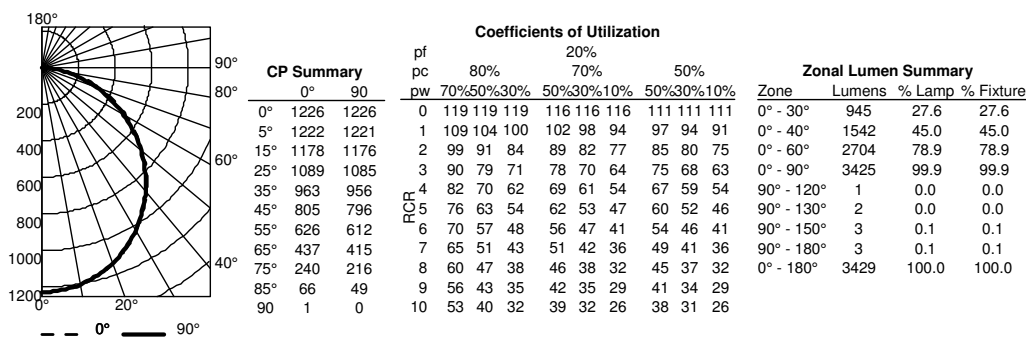 180°
90°
80°
200
400
60°
600
800
1000
40°
1200
0° 20°
0° 90°
CP Summary
0° 90
0° 1226 1226
5° 1222 1221
15° 1178 1176
25° 1089 1085
35° 963 956
45° 805 796
55° 626 612
65° 437 415
75° 240 216
85° 66 49
90 1 0
Coefficients of Utilization
pf 20%
pc 80% 70% 50%
pw 70%50%30% 50%30%10% 50%30%10%
RCR
0 119 119 119 116 116 116 111 111 111
1 109 104 100 102 98 94 97 94 91
2 99 91 84 89 82 77 85 80 75
3 90 79 71 78 70 64 75 68 63
4 82 70 62 69 61 54 67 59 54
5 76 63 54 62 53 47 60 52 46
6 70 57 48 56 47 41 54 46 41
7 65 51 43 51 42 36 49 41 36
8 60 47 38 46 38 32 45 37 32
9 56 43 35 42 35 29 41 34 29
10 53 40 32 39 32 26 38 31 26
Zonal Lumen Summary
Zone Lumens % Lamp % Fixture
0° - 30° 945 27.6 27.6
0° - 40° 1542 45.0 45.0
0° - 60° 2704 78.9 78.9
0° - 90° 3425 99.9 99.9
90° - 120° 1 0.0 0.0
90° - 130° 2 0.0 0.0
90° - 150° 3 0.1 0.1
90° - 180° 3 0.1 0.1
0° - 180° 3429 100.0 100.0